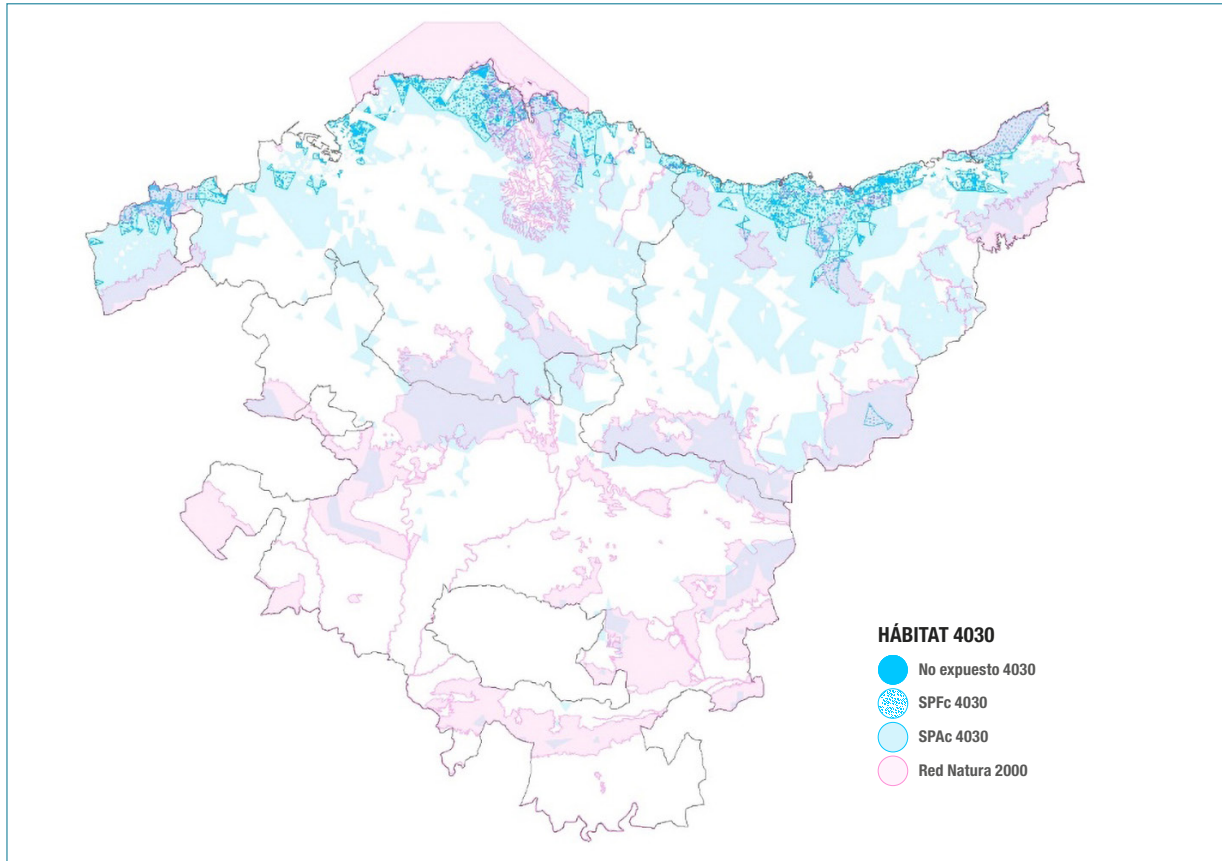 HÁBITAT 4030
No expuesto 4030
SPFc 4030
SPAc 4030
Red Natura 2000